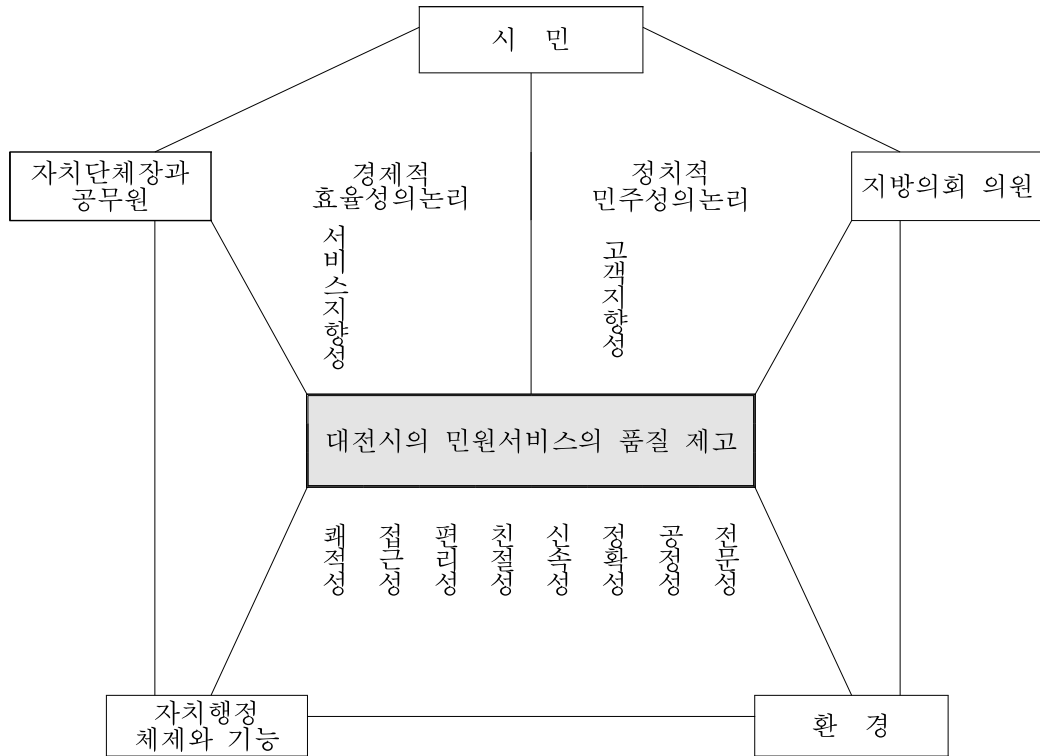 시 민
자치단체장과
공무원
경제적
효율성의논리
정치적
민주성의논리
지방의회 의원
서비스지향성
고객지향성
대전시의 민원서비스의 품질 제고
쾌적성
접근성
편리성
친절성
신속성
정확성
공정성
전문성
자치행정
체제와 기능
환 경